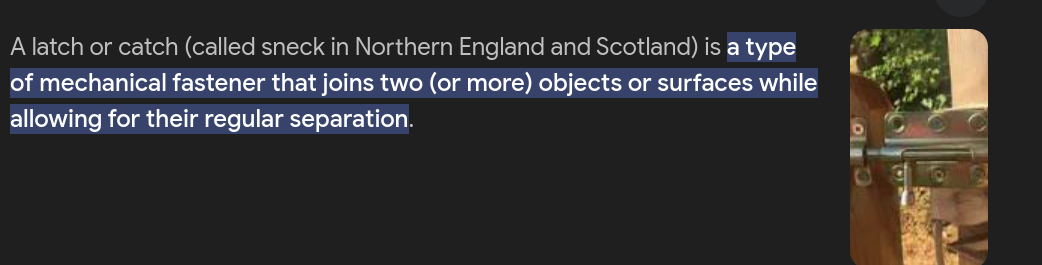 A latch or catch (called sneck in Northern England and Scotland) is a type
of mechanical fastener that joins two (or more) objects or surfaces while
allowing for their regular separation.